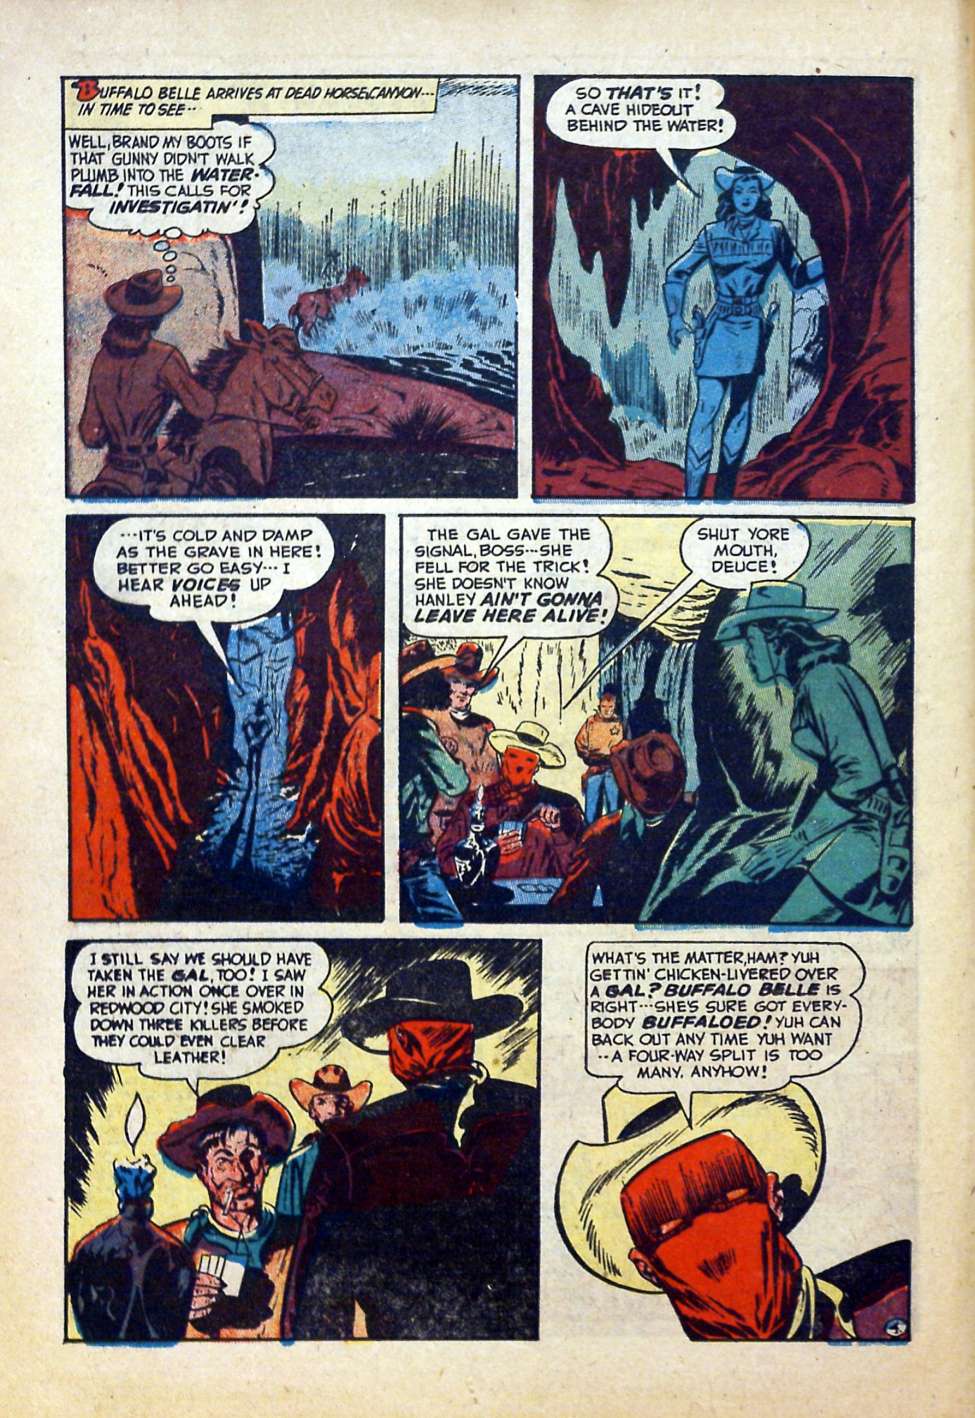 BUFFALO BELLE ARRIVES AT DEAD HORSE CANYON---
IN TIME TO SEE--
WELL, BRAND MY BOOTS IF
THAT GUNNY DIDN'T WALK
PLUMB INTO THE WATER-
FALL! THIS CALLS FOR
INVESTIGATIN'!
SO THAT'S IT!
A CAVE HIDEOUT
BEHIND THE WATER!
---IT'S COLD AND DAMP
AS THE GRAVE IN HERE!
BETTER GO EASY--- I
HEAR VOICES UP
AHEAD!
THE GAL GAVE THE
SIGNAL, BOSS---SHE
FELL FOR THE TRICK!
SHE DOESN'T KNOW
HANLEY AIN'T GONNA
LEAVE HERE ALIVE!
SHUT YORE
MOUTH,
DEUCE!
I STILL SAY WE SHOULD HAVE
TAKEN THE GAL, TOO! I SAW
HER IN ACTION ONCE OVER IN
REDWOOD CITY! SHE SMOKED
DOWN THREE KILLERS BEFORE
THEY COULD EVEN CLEAR
LEATHER!
WHAT'S THE MATTER, HAM? YUH
GETTIN' CHICKEN-LIVERED OVER
A GAL? BUFFALO BELLE IS
RIGHT---SHE'S SURE GOT EVERY-
BODY BUFFALOED! YUH CAN
BACK OUT ANY TIME YUH WANT
--A FOUR-WAY SPLIT IS TOO
MANY, ANYHOW!